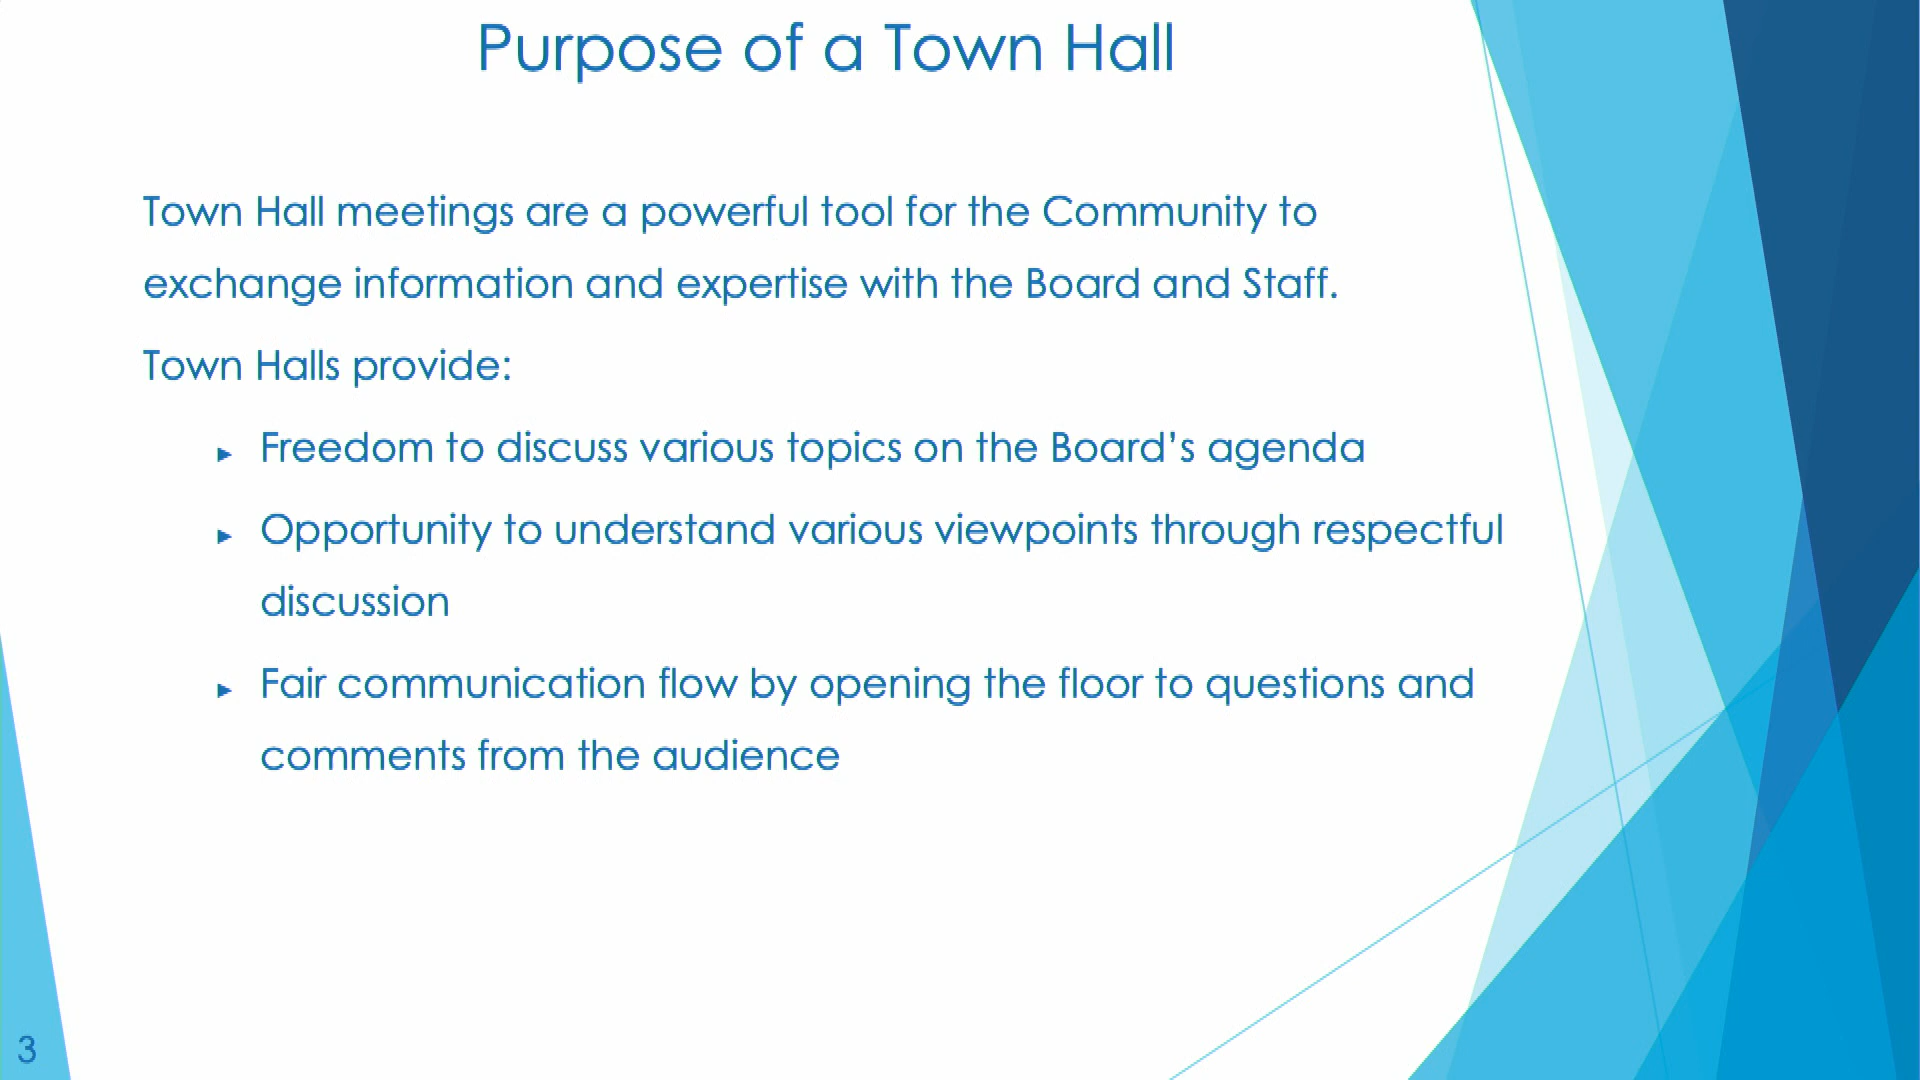 Purpose of a Town Hall
Town Hall meetings are a powerful tool for the Community to
exchange information and expertise with the Board and Staff.
Town Halls provide:
Freedom to discuss various topics on the Board’s agenda
Opportunity to understand various viewpoints through respectful
discussion
Fair communication flow by opening the floor to questions and
comments from the audience
3